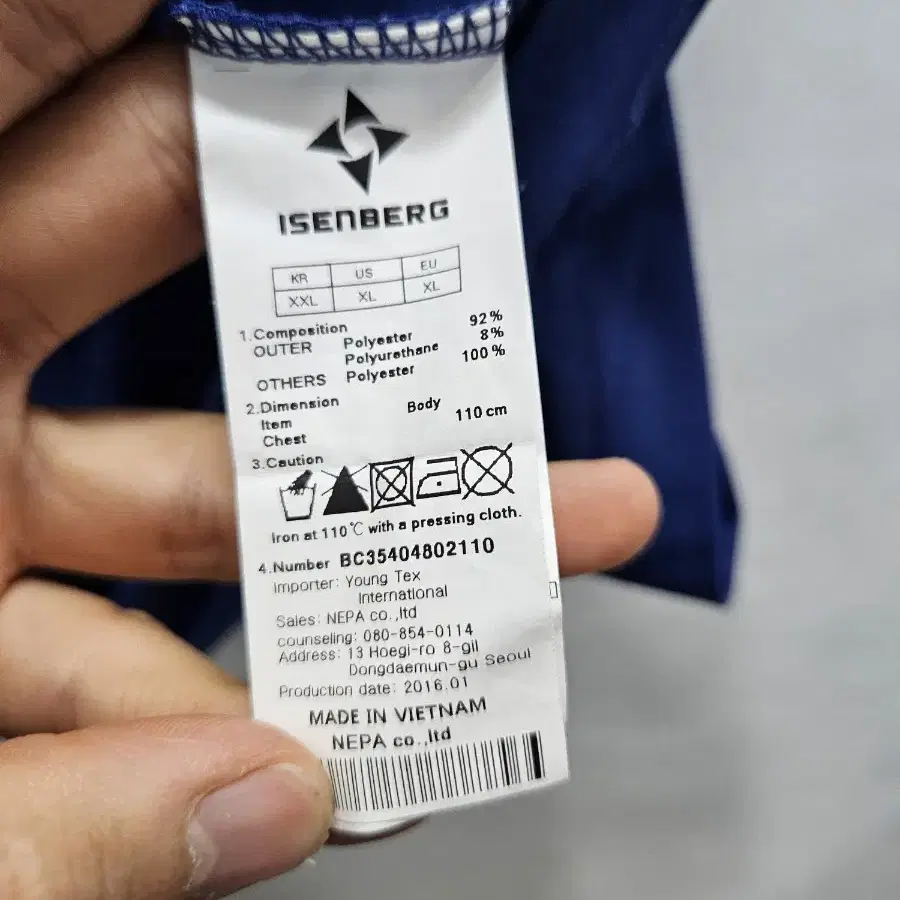 ISENBERG
KR US EU
XXL XL XL
1.Composition
OUTER Polyester 92%
Polyurethane 8%
OTHERS Polyester 100%
2.Dimension
Item Body
Chest 110 cm
3.Caution
Iron at 110℃ with a pressing cloth.
4.Number BC35404802110
Importer: Young Tex
International
Sales: NEPA co.,ltd
counseling: 080-854-0114
Address: 13 Hoegi-ro 8-gil
Dongdaemun-gu Seoul
Production date: 2016.01
MADE IN VIETNAM
NEPA co.,ltd